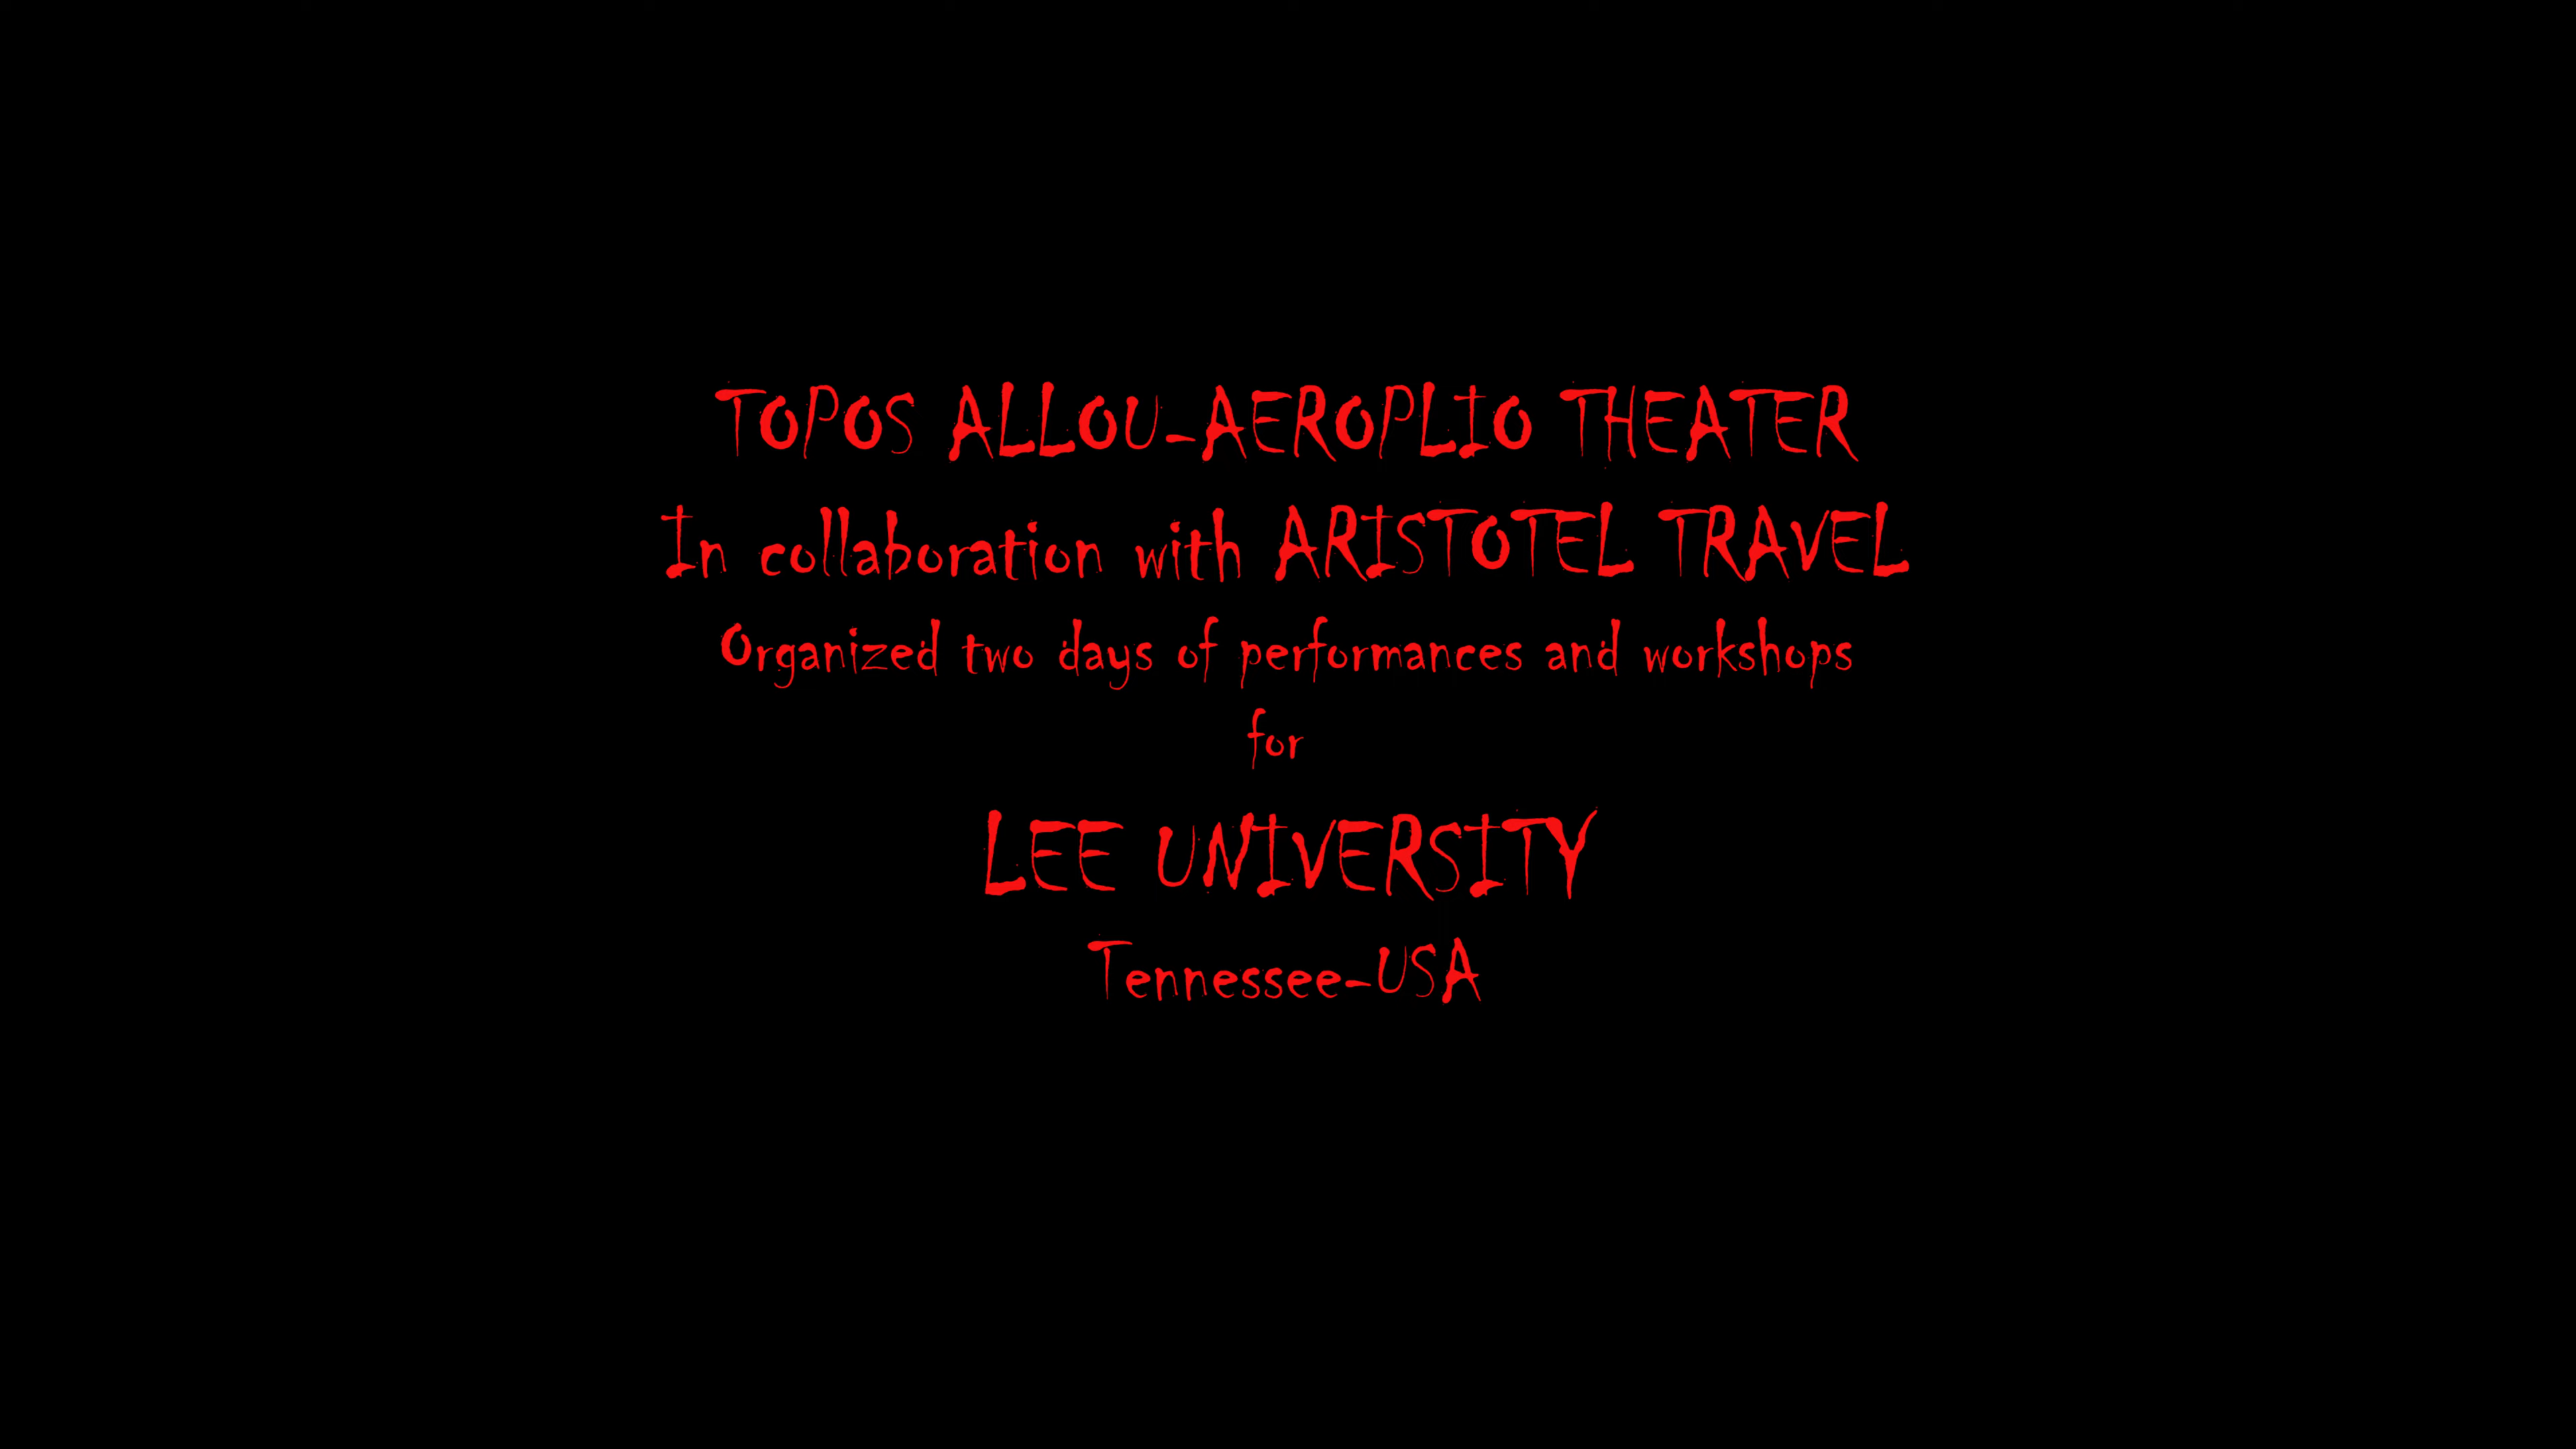 TOPOS ALLOU-AEROPLIO THEATER
In collaboration with ARISTOTEL TRAVEL
Organized two days of performances and workshops
for
LEE UNIVERSITY
Tennessee-USA